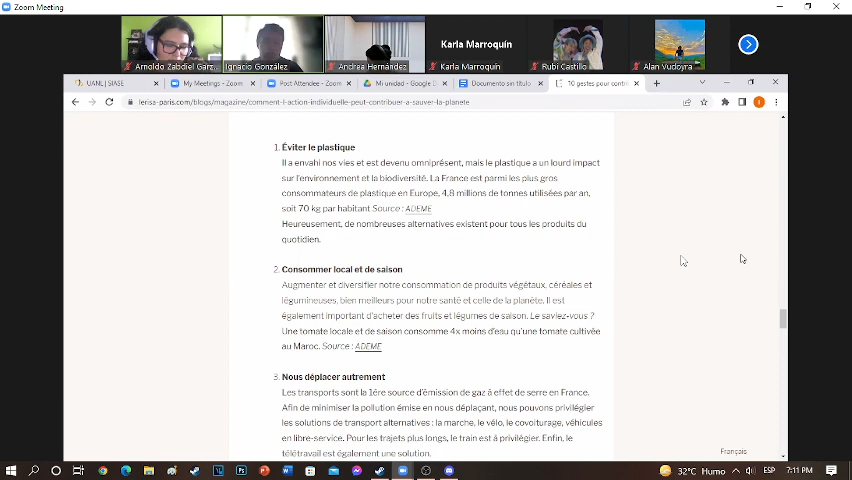 Zoom Meeting
Karla Marroquín
Arnoldo Zabdiel Garz...
Ignacio González
Andrea Hernández
Karla Marroquín
Rubi Castillo
Alan Vudoyra
UANL | SIASE
My Meetings - Zoom
Post Attendee - Zoom
Mi unidad - Google D
Documento sin título
10 gestes pour contri
lerisa-paris.com/blogs/magazine/comment-l-action-individuelle-peut-contribuer-a-sauver-la-planete
1. Éviter le plastique
Il a envahi nos vies et est devenu omniprésent, mais le plastique a un lourd impact
sur l'environnement et la biodiversité. La France est parmi les plus gros
consommateurs de plastique en Europe, 4,8 millions de tonnes utilisées par an,
soit 70 kg par habitant Source : ADEME
Heureusement, de nombreuses alternatives existent pour tous les produits du
quotidien.
2. Consommer local et de saison
Augmenter et diversifier notre consommation de produits végétaux, céréales et
légumineuses, bien meilleurs pour notre santé et celle de la planète. Il est
également important d'acheter des fruits et légumes de saison. Le saviez-vous ?
Une tomate locale et de saison consomme 4x moins d'eau qu'une tomate cultivée
au Maroc. Source : ADEME
3. Nous déplacer autrement
Les transports sont la 1ére source d'émission de gaz à effet de serre en France.
Afin de minimiser la pollution émise en nous déplaçant, nous pouvons privilégier
les solutions de transport alternatives : la marche, le vélo, le covoiturage, véhicules
en libre-service. Pour les trajets plus longs, le train est à privilégier. Enfin, le
télétravail est une solution.
Français
32°C Humo
ESP
7:11 PM